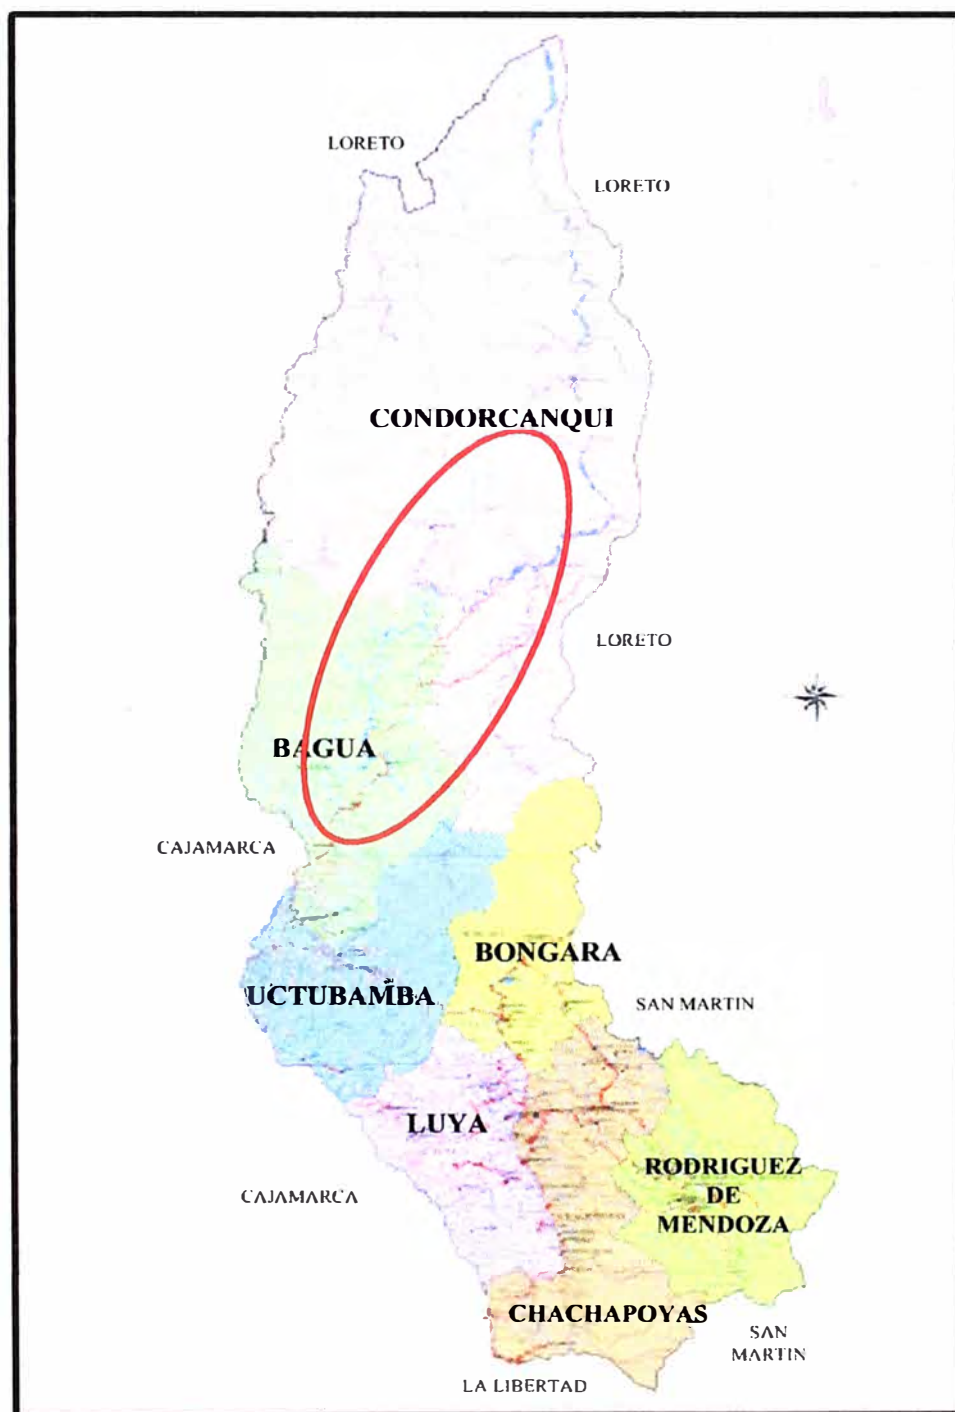 LORETO
LORETO
CONDORCANQUI
LORETO
BAGUA
CAJAMARCA
BONGARA
UCTUBAMBA
SAN MARTIN
LUYA
RODRIGUEZ
DE
MENDOZA
CAJAMARCA
CHACHAPOYAS
SAN
MARTIN
LA LIBERTAD